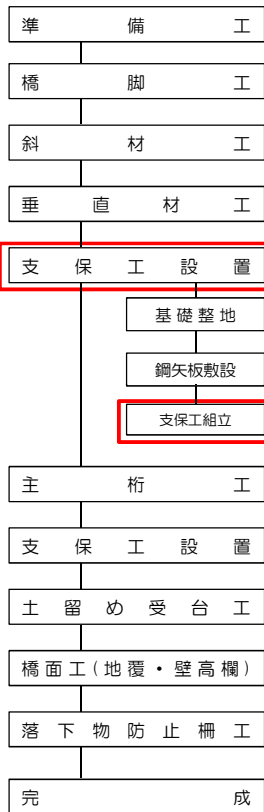 準備工
橋脚工
斜材工
垂直材工
支保工設置
基礎整地
鋼矢板敷設
支保工組立
主桁工
支保工設置
土留め受台工
橋面工(地覆・壁高欄)
落下物防止柵工
完成